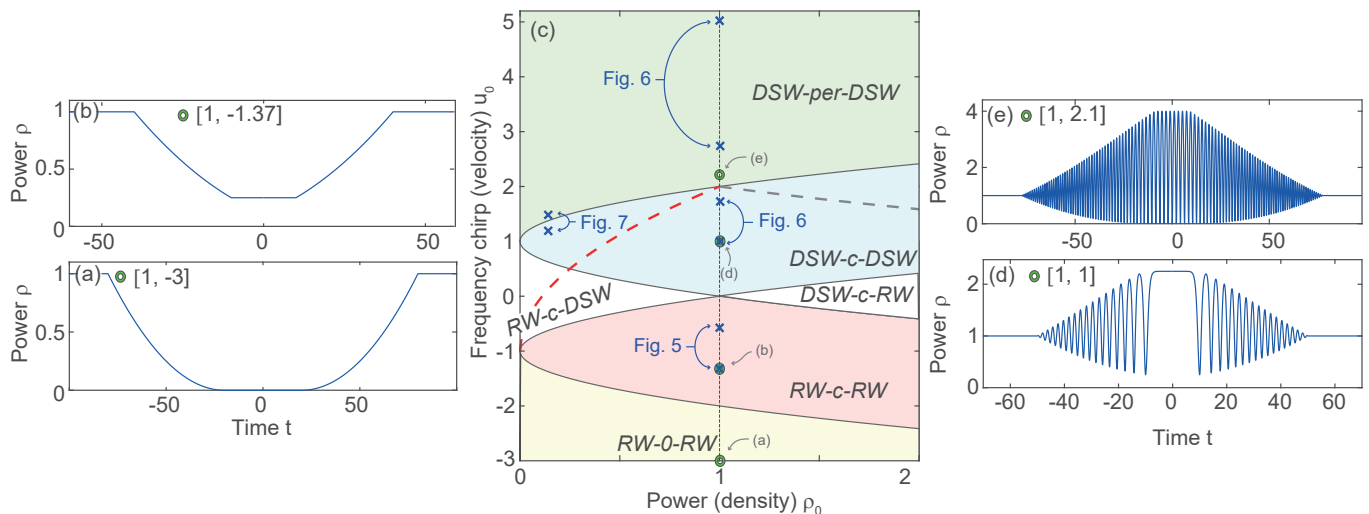 (b)
[1, -1.37]
Power ρ
1
0.5
0
-50
0
50
(a)
[1, -3]
Power ρ
1
0.5
0
-50
0
50
Time t
(c)
Frequency chirp (velocity) u0
5
4
3
2
1
0
-1
-2
-3
Fig. 6
DSW-per-DSW
(e)
Fig. 7
Fig. 6
(d)
DSW-c-DSW
RW-c-DSW
DSW-c-RW
Fig. 5
(b)
RW-c-RW
RW-0-RW
(a)
0
1
2
Power (density) ρ0
(e)
[1, 2.1]
Power ρ
4
2
0
-50
0
50
(d)
[1, 1]
Power ρ
2
1
0
-60
-40
-20
0
20
40
60
Time t